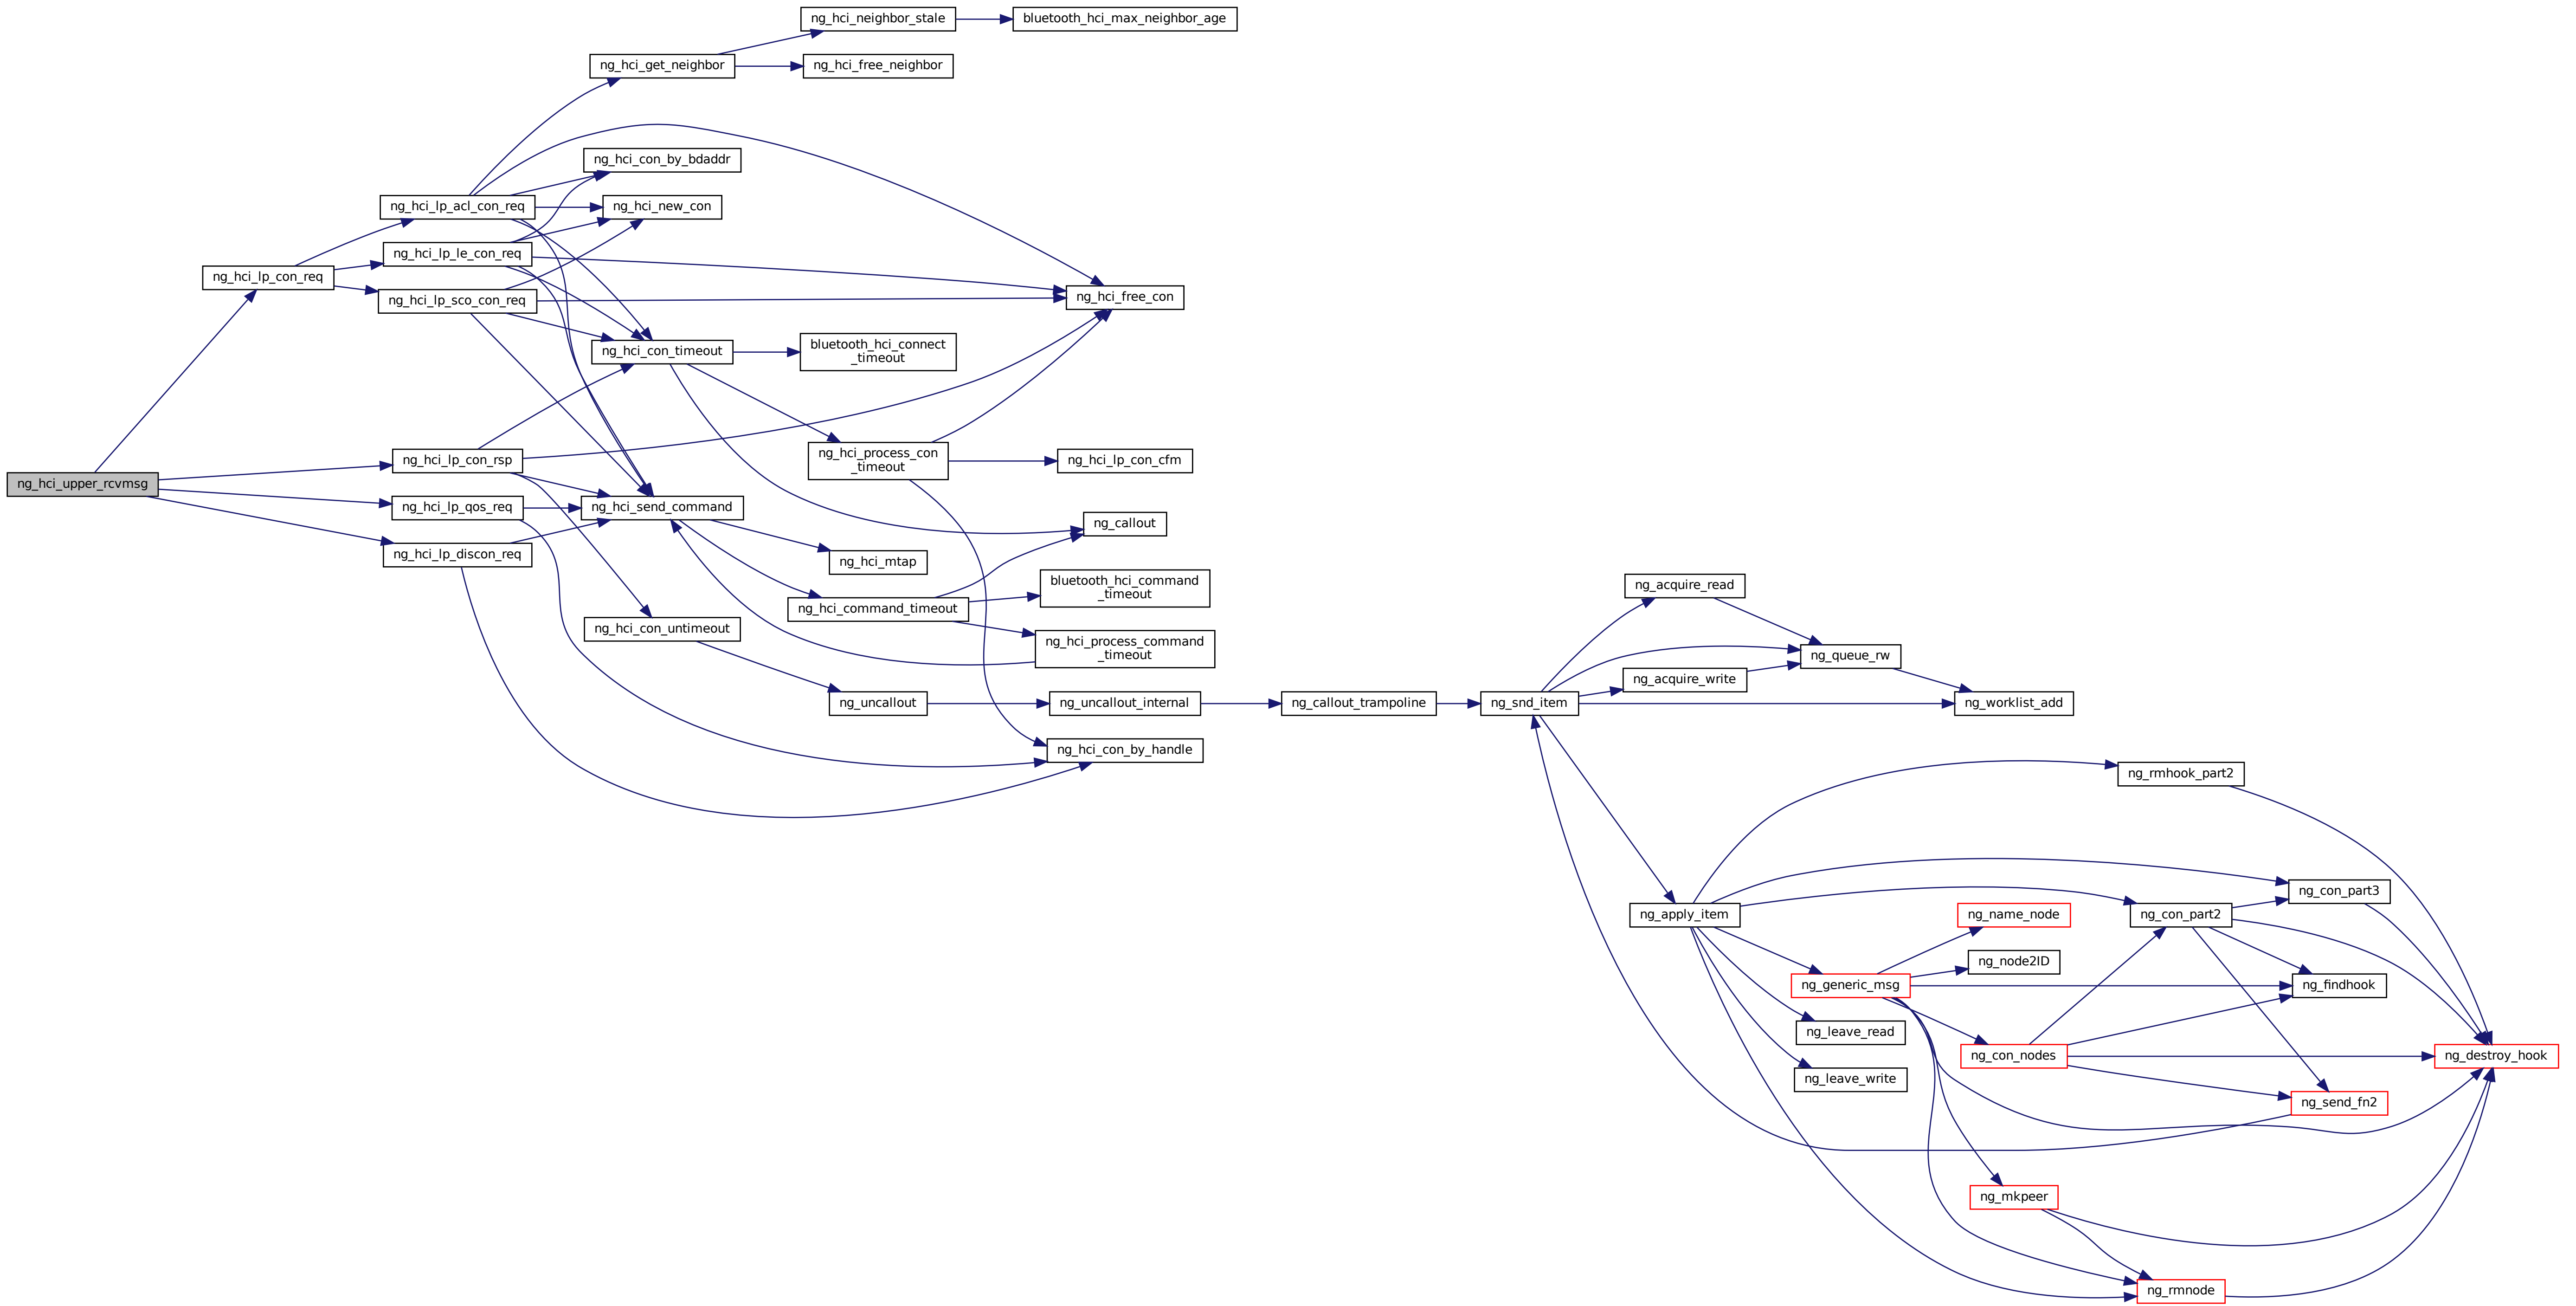 ng_hci_neighbor_stale
bluetooth_hci_max_neighbor_age
ng_hci_get_neighbor
ng_hci_free_neighbor
ng_hci_con_by_bdaddr
ng_hci_lp_acl_con_req
ng_hci_new_con
ng_hci_lp_le_con_req
ng_hci_lp_con_req
ng_hci_lp_sco_con_req
ng_hci_free_con
ng_hci_con_timeout
bluetooth_hci_connect
_timeout
ng_hci_lp_con_rsp
ng_hci_process_con
_timeout
ng_hci_lp_con_cfm
ng_hci_upper_rcvmsg
ng_hci_lp_qos_req
ng_hci_send_command
ng_callout
ng_hci_lp_discon_req
ng_hci_mtap
bluetooth_hci_command
_timeout
ng_acquire_read
ng_hci_command_timeout
ng_hci_con_untimeout
ng_hci_process_command
_timeout
ng_queue_rw
ng_acquire_write
ng_uncallout
ng_uncallout_internal
ng_callout_trampoline
ng_snd_item
ng_worklist_add
ng_hci_con_by_handle
ng_rmhook_part2
ng_con_part3
ng_apply_item
ng_name_node
ng_con_part2
ng_node2ID
ng_generic_msg
ng_findhook
ng_leave_read
ng_con_nodes
ng_destroy_hook
ng_leave_write
ng_send_fn2
ng_mkpeer
ng_rmnode